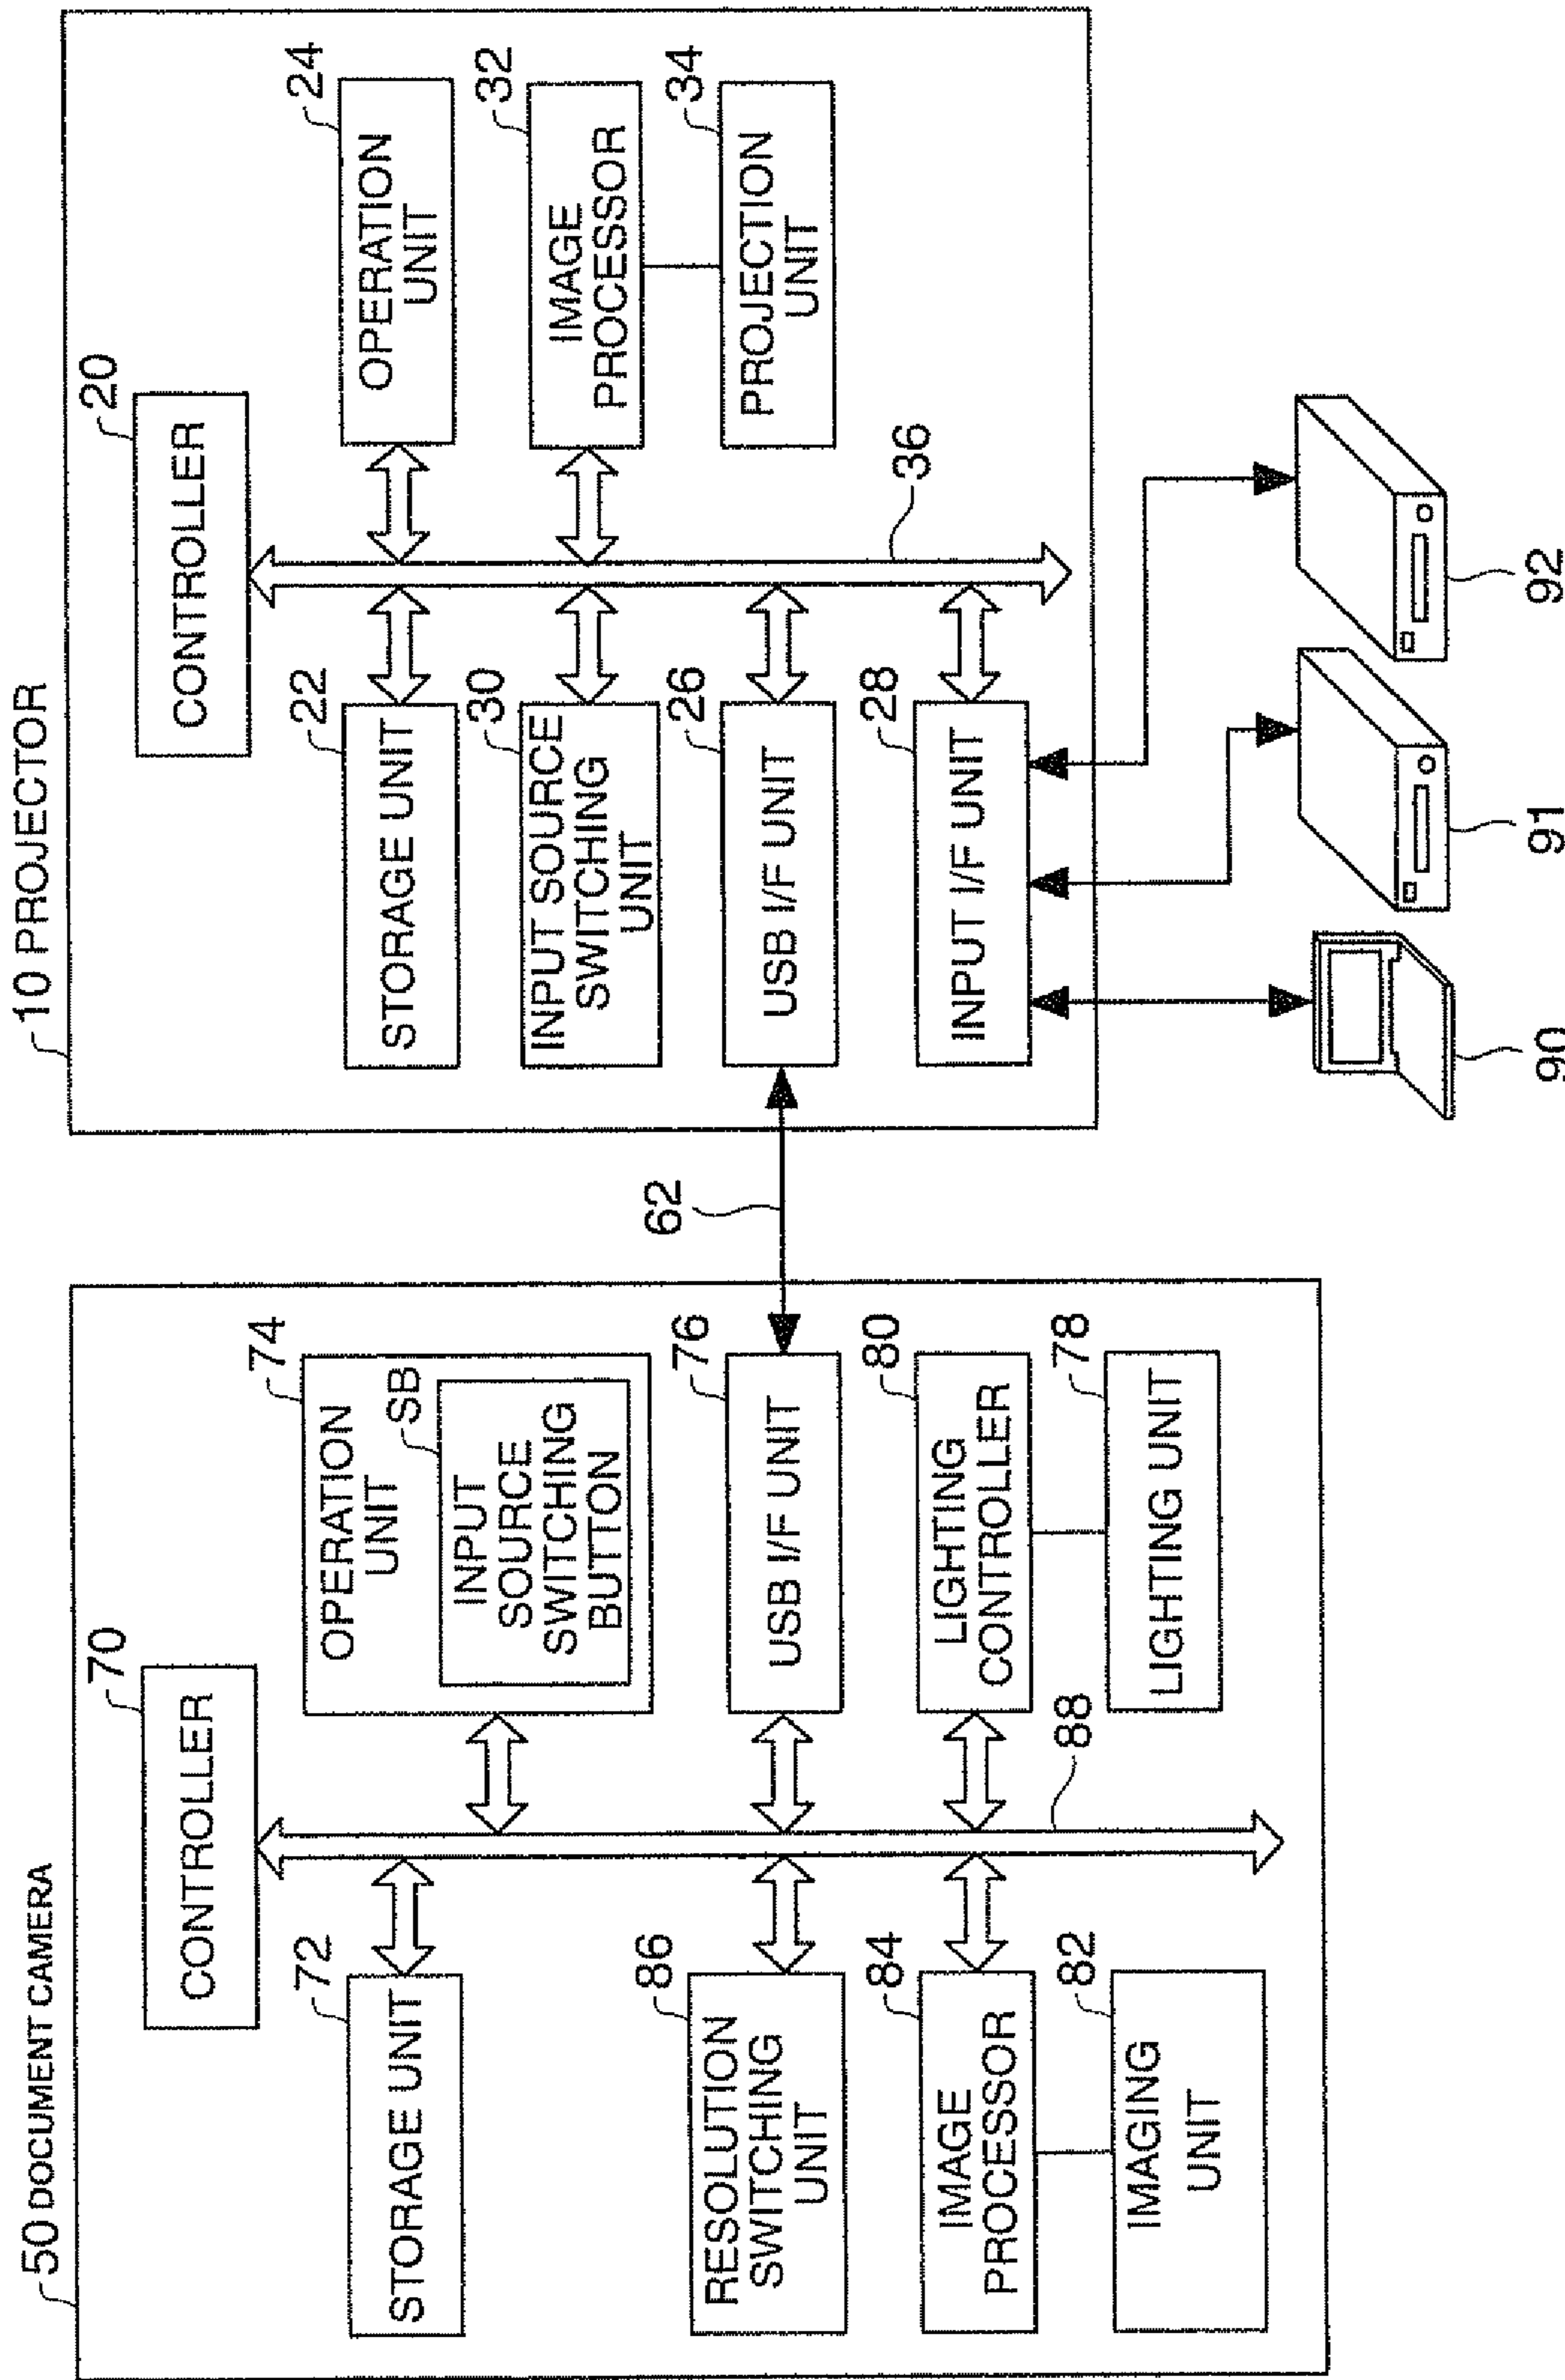 50 DOCUMENT CAMERA
70
CONTROLLER
72
STORAGE UNIT
74
OPERATION
UNIT
SB
INPUT
SOURCE
SWITCHING
BUTTON
86
RESOLUTION
SWITCHING
UNIT
76
USB I/F UNIT
84
IMAGE
PROCESSOR
80
LIGHTING
CONTROLLER
82
IMAGING
UNIT
88
78
LIGHTING UNIT
62
10 PROJECTOR
20
CONTROLLER
22
STORAGE UNIT
24
OPERATION
UNIT
30
INPUT SOURCE
SWITCHING
UNIT
32
IMAGE
PROCESSOR
26
USB I/F UNIT
34
PROJECTION
UNIT
28
INPUT I/F UNIT
36
90
91
92